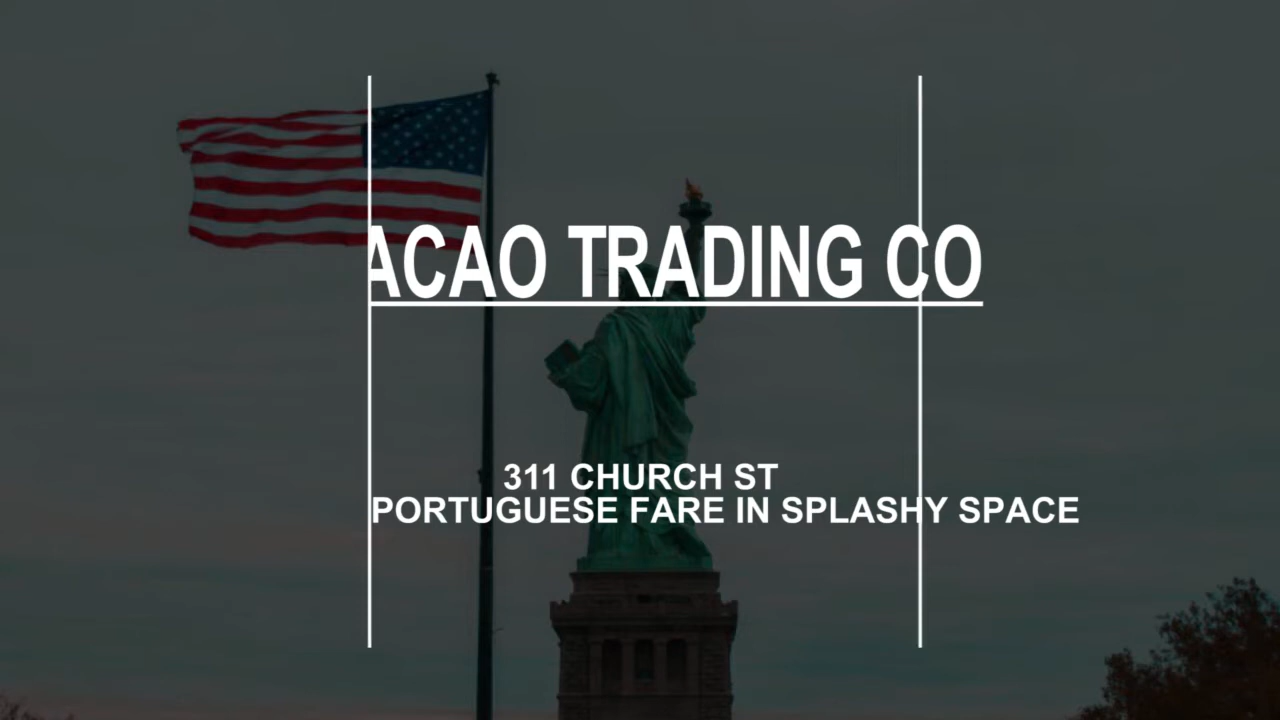 ACAO TRADING CO
311 CHURCH ST
PORTUGUESE FARE IN SPLASHY SPACE